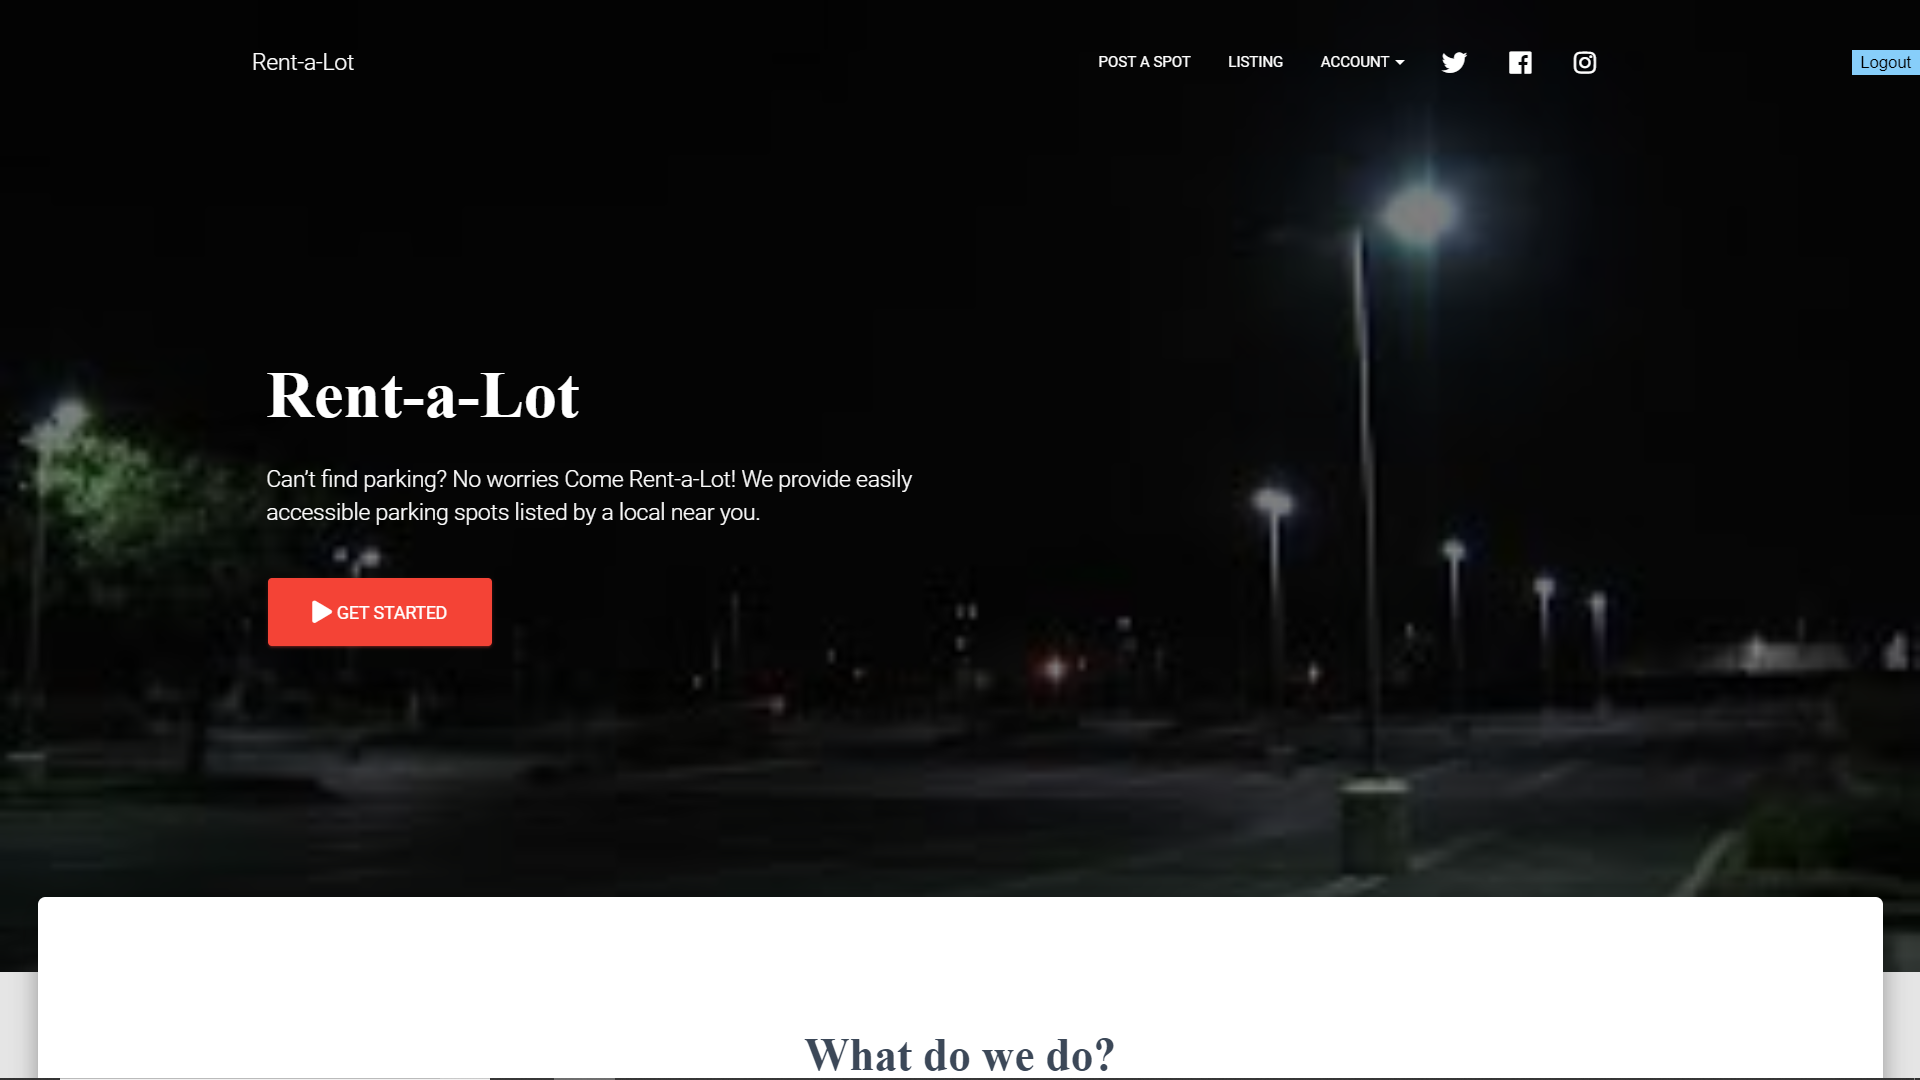 Rent-a-Lot
POST A SPOT
LISTING
ACCOUNT
Logout
Rent-a-Lot
Can't find parking? No worries Come Rent-a-Lot! We provide easily
accessible parking spots listed by a local near you.
GET STARTED
What do we do?